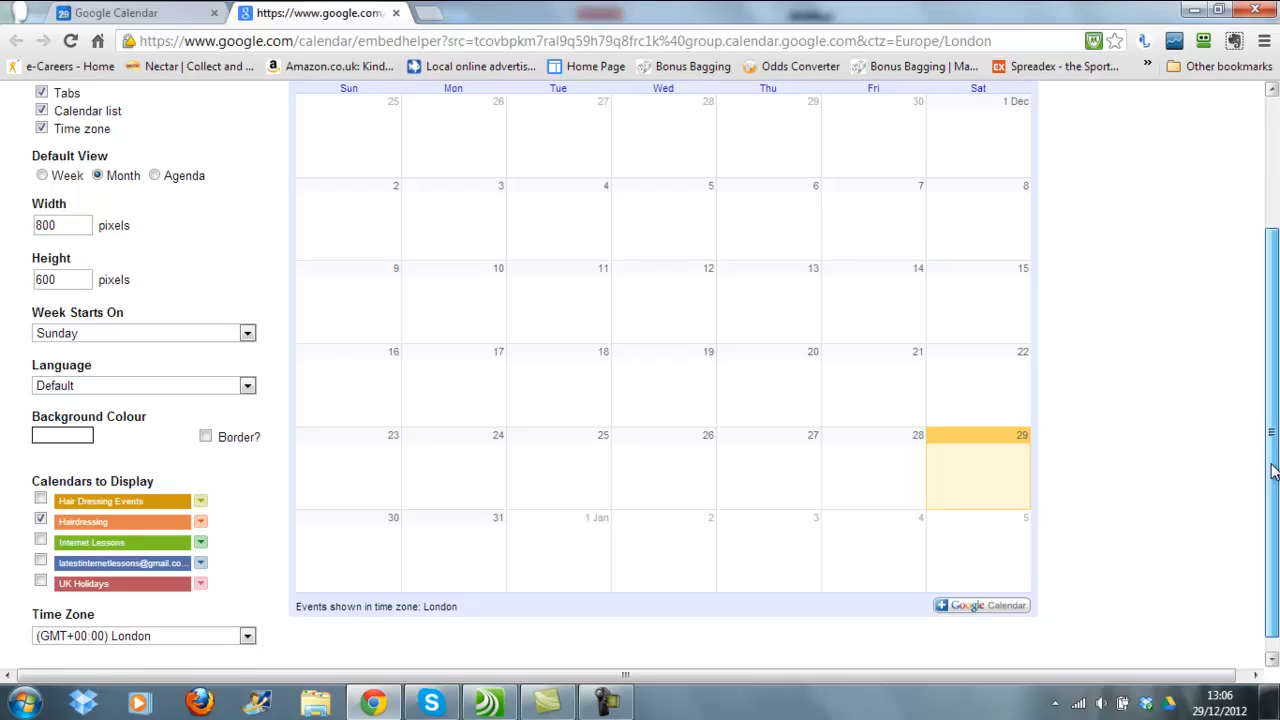 29 Google Calendar
https://www.google.com/
https://www.google.com/calendar/embedhelper?src=tcovbpkm7ral9q59h79q8frc1k%40group.calendar.google.com&ctz=Europe/London
e-Careers - Home Nectar | Collect and ... Amazon.co.uk: Kind... Local online advertis... Home Page Bonus Bagging Odds Converter Bonus Bagging | Ma... EX Spreadex - the Sport... » Other bookmarks
Tabs
Calendar list
Time zone
Default View
Week Month Agenda
Width
800 pixels
Height
600 pixels
Week Starts On
Sunday
Language
Default
Background Colour
Border?
Calendars to Display
Hair Dressing Events
Hairdressing
Internet Lessons
latestinternetlessons@gmail.co...
UK Holidays
Time Zone
(GMT+00:00) London
Sun Mon Tue Wed Thu Fri Sat
25 26 27 28 29 30 1 Dec
2 3 4 5 6 7 8
9 10 11 12 13 14 15
16 17 18 19 20 21 22
23 24 25 26 27 28 29
30 31 1 Jan 2 3 4 5
Events shown in time zone: London
Google Calendar
13:06
29/12/2012